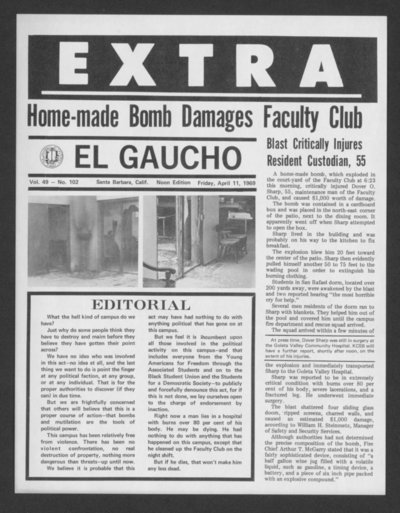 EXTRA
Home-made Bomb Damages Faculty Club
EL GAUCHO
Vol. 49 — No. 102 Santa Barbara, Calif. Noon Edition Friday, April 11, 1969
EDITORIAL
What the hell kind of campus do we
have?
Just why do some people think they
have to destroy and maim before they
believe they have gotten their point
across?
We have no idea who was involved
in this act—no idea at all, and the last
thing we want to do is point the finger
at any political faction, at any group,
or at any individual. That is for the
proper authorities to discover (if they
can) in due time.
But we are frightfully concerned
that others will believe that this is a
proper course of action—that bombs
and mutilation are the tools of
political power.
This campus has been relatively free
from violence. There has been no
violent confrontation, no real
destruction of property, nothing more
dangerous than threats—up until now.
We believe it is probable that this
act may have had nothing to do with
anything political that has gone on at
this campus.
But we feel it is incumbent upon
all those involved in the political
activity on this campus—and that
includes everyone from the Young
Americans for Freedom through the
Associated Students and on to the
Black Student Union and the Students
for a Democratic Society—to publicly
and forcefully denounce this act, for if
this is not done, we lay ourselves open
to the charge of endorsement by
inaction.
Right now a man lies in a hospital
with burns over 80 per cent of his
body. He may be dying. He had
nothing to do with anything that has
happened on this campus, except that
he cleaned up the Faculty Club on the
night shift.
But if he dies, that won't make him
any less dead.
Blast Critically Injures
Resident Custodian, 55
A home-made bomb, which exploded in
the court-yard of the Faculty Club at 6:23
this morning, critically injured Dover O.
Sharp, 55, maintenance man of the Faculty
Club, and caused $1,000 worth of damage.
The bomb was contained in a cardboard
box and was placed in the north-east corner
of the patio, next to the dining room. It
apparently went off when Sharp attempted
to open the box.
Sharp lived in the building and was
probably on his way to the kitchen to fix
breakfast.
The explosion blew him 20 feet toward
the center of the patio. Sharp then evidently
pulled himself another 50 to 75 feet to the
wading pool in order to extinguish his
burning clothing.
Students in San Rafael dorm, located over
200 yards away, were awakened by the blast
and two reported hearing "the most horrible
cry for help."
Several men residents of the dorm ran to
Sharp with blankets. They helped him out of
the pool and covered him until the campus
fire department and rescue squad arrived.
The squad arrived within a few minutes of
At press time, Dover Sharp was still in surgery at
the Goleta Valley Community Hospital. KCSB will
have a further report, shortly after noon, on the
extent of his injuries.
the explosion and immediately transported
Sharp to the Goleta Valley Hospital.
Sharp was reported to be in extremely
critical condition with burns over 80 per
cent of his body, severe lacerations, and a
fractured leg. He underwent immediate
surgery.
The blast shattered four sliding glass
doors, ripped screens, charred walls, and
caused an estimated $1,000 damage,
according to William H. Steinmetz, Manager
of Safety and Security Services.
Although authorities had not determined
the precise composition of the bomb, Fire
Chief Arthur T. McGarry stated that it was a
fairly sophisticated device, consisting of "a
half gallon wine jug filled with a volatile
liquid, such as gasoline, a timing device, a
battery, and a piece of six inch pipe packed
with an explosive compound."